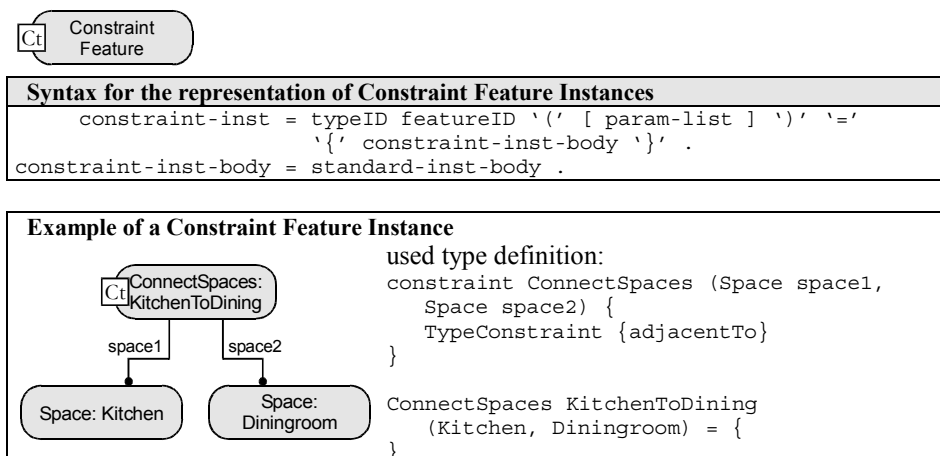 Ct
Constraint
Feature
Syntax for the representation of Constraint Feature Instances
constraint-inst = typeID featureID ‘(’ [ param-list ] ‘)’ ‘=’
‘{’ constraint-inst-body ‘}’ .
constraint-inst-body = standard-inst-body .
Example of a Constraint Feature Instance
Ct
ConnectSpaces:
KitchenToDining
space1
space2
Space: Kitchen
Space:
Diningroom
used type definition:
constraint ConnectSpaces (Space space1,
Space space2) {
TypeConstraint {adjacentTo}
}
ConnectSpaces KitchenToDining
(Kitchen, Diningroom) = {
}